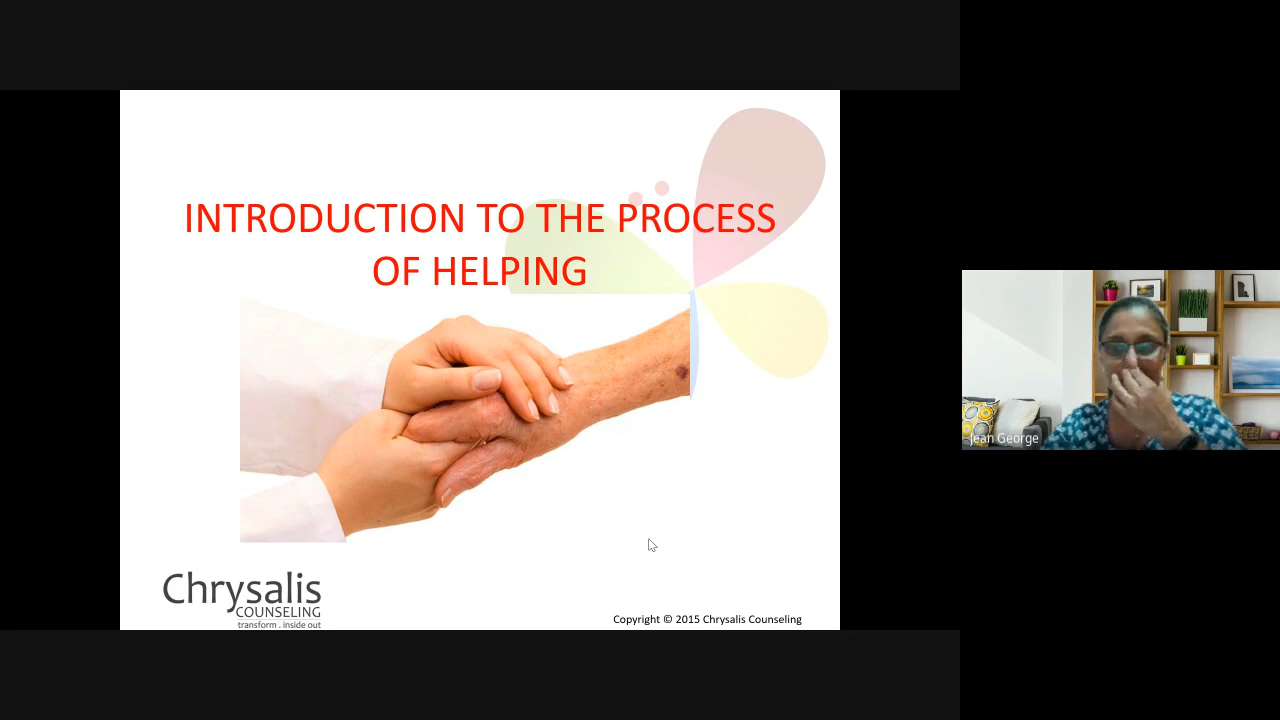 INTRODUCTION TO THE PROCESS
OF HELPING
Chrysalis
COUNSELING
transform . inside out
Copyright © 2015 Chrysalis Counseling
Jean George